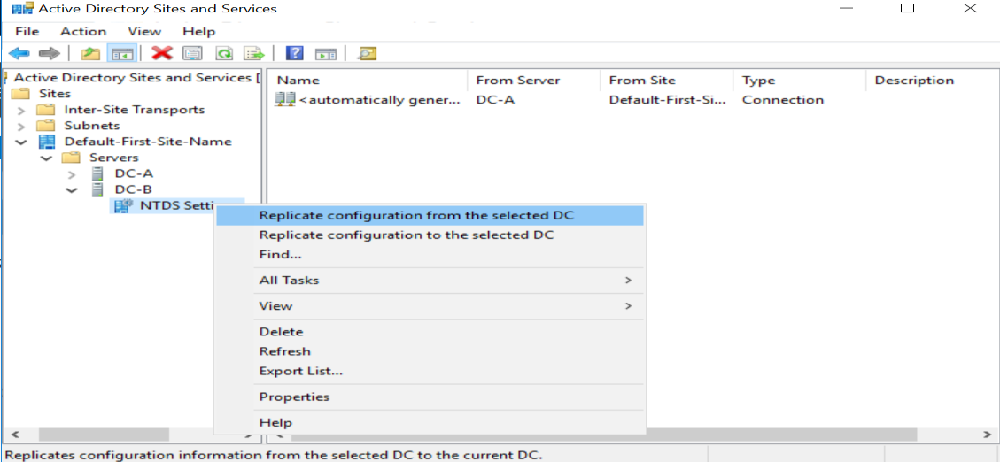 Active Directory Sites and Services
File Action View Help
Active Directory Sites and Services [
Sites
Inter-Site Transports
Subnets
Default-First-Site-Name
Servers
DC-A
DC-B
NTDS Setti
Name From Server From Site Type Description
<automatically gener... DC-A Default-First-Si... Connection
Replicate configuration from the selected DC
Replicate configuration to the selected DC
Find...
All Tasks
View
Delete
Refresh
Export List...
Properties
Help
Replicates configuration information from the selected DC to the current DC.